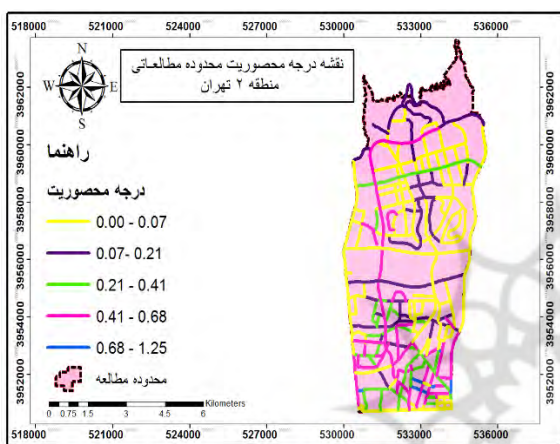 518000 521000 524000 527000 530000 533000 536000
نقشه درجه محصوریت محدوده مطالعـاتی
منطقه ۲ تهران
N
W E
S
راهنما
درجه محصوریت
0.00 - 0.07
0.07- 0.21
0.21 - 0.41
0.41 - 0.68
0.68 - 1.25
محدوده مطالعه
Kilometers
0 0.75 1.5 3 4.5 6
3962000 3960000 3958000 3956000 3954000 3952000
3962000 3960000 3958000 3956000 3954000 3952000
518000 521000 524000 527000 530000 533000 536000